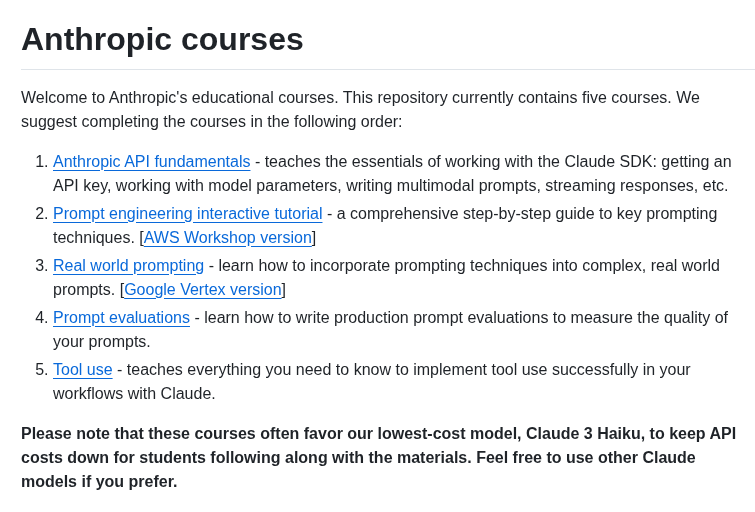 Anthropic courses
Welcome to Anthropic's educational courses. This repository currently contains five courses. We
suggest completing the courses in the following order:
1. Anthropic API fundamentals - teaches the essentials of working with the Claude SDK: getting an
API key, working with model parameters, writing multimodal prompts, streaming responses, etc.
2. Prompt engineering interactive tutorial - a comprehensive step-by-step guide to key prompting
techniques. [AWS Workshop version]
3. Real world prompting - learn how to incorporate prompting techniques into complex, real world
prompts. [Google Vertex version]
4. Prompt evaluations - learn how to write production prompt evaluations to measure the quality of
your prompts.
5. Tool use - teaches everything you need to know to implement tool use successfully in your
workflows with Claude.
Please note that these courses often favor our lowest-cost model, Claude 3 Haiku, to keep API
costs down for students following along with the materials. Feel free to use other Claude
models if you prefer.